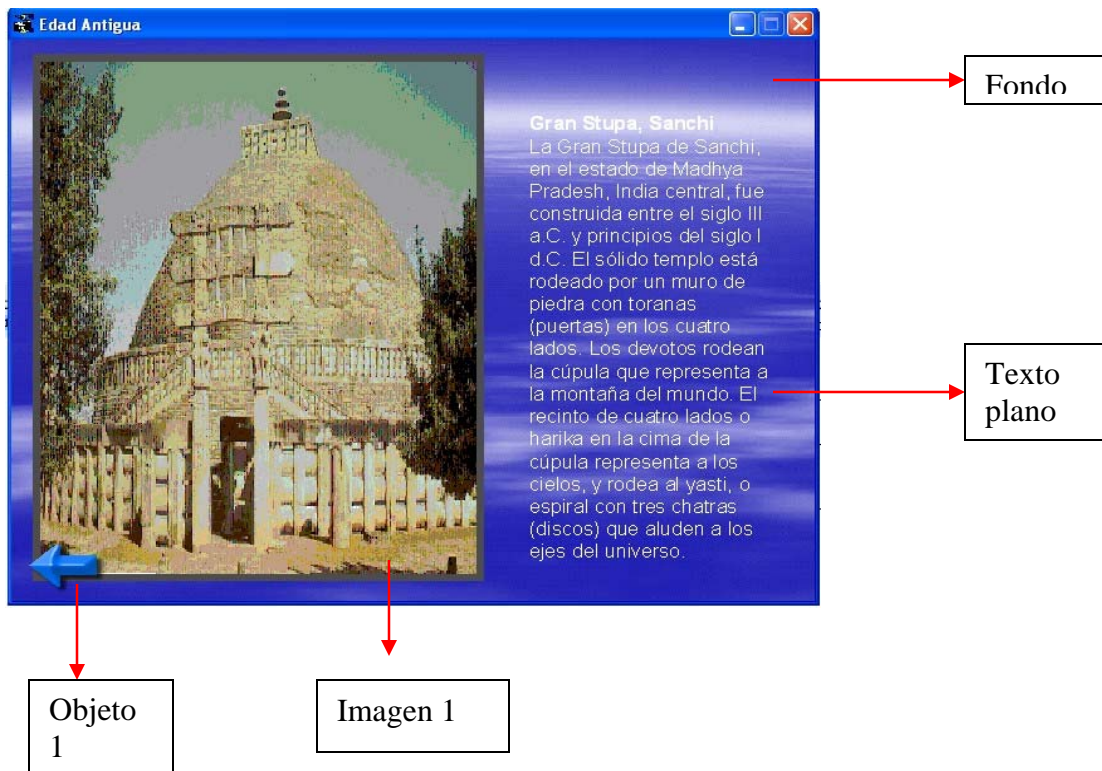 Edad Antigua
Fondo
Gran Stupa, Sanchi
La Gran Stupa de Sanchi,
en el estado de Madhya
Pradesh, India central, fue
construida entre el siglo III
a.C. y principios del siglo I
d.C. El sólido templo está
rodeado por un muro de
piedra con toranas
(puertas) en los cuatro
lados. Los devotos rodean
la cúpula que representa a
la montaña del mundo. El
recinto de cuatro lados o
harika en la cima de la
cúpula representa a los
cielos, y rodea al yasti, o
espiral con tres chatras
(discos) que aluden a los
ejes del universo.
Texto
plano
Objeto
1
Imagen 1